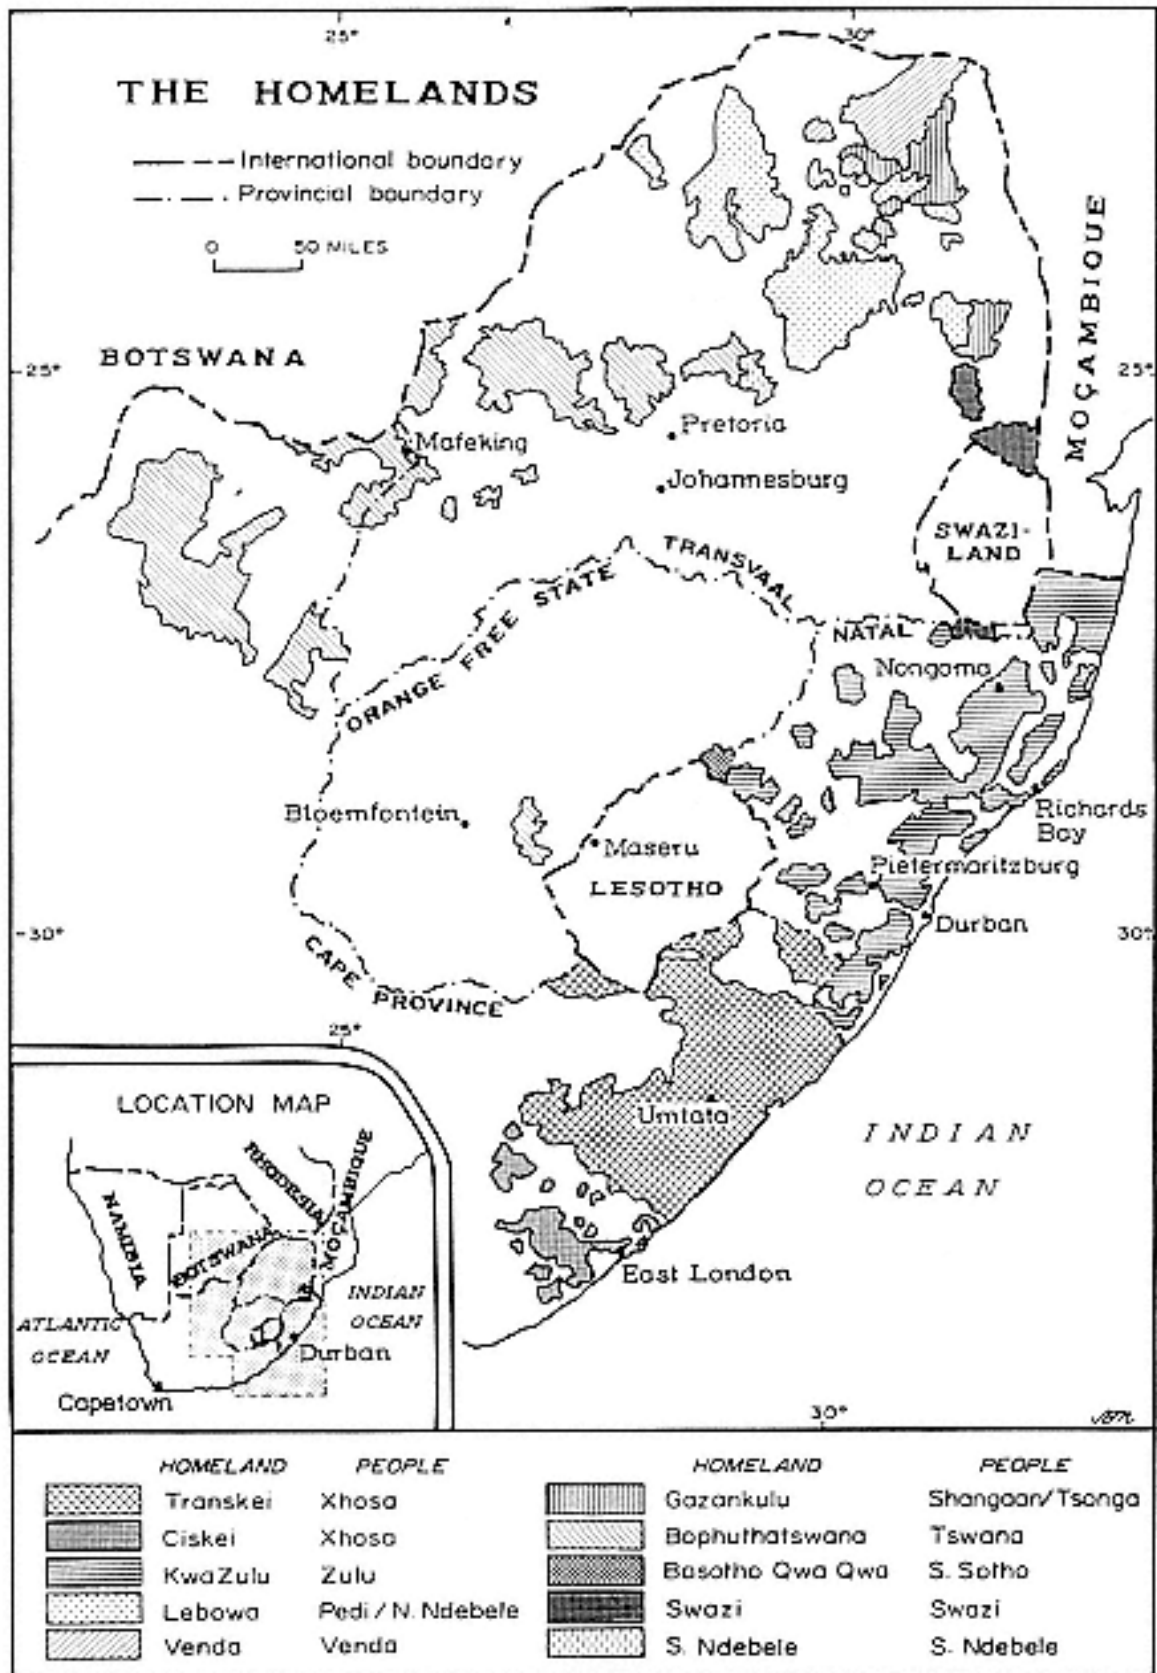 25°
30°
THE HOMELANDS
International boundary
Provincial boundary
0 50 MILES
MOÇAMBIQUE
BOTSWANA
25°
25°
Mafeking
Pretoria
Johannesburg
SWAZI-
LAND
TRANSVAAL
ORANGE FREE STATE
NATAL
Nongoma
Bloemfontein
Maseru
LESOTHO
Richards
Bay
Pietermaritzburg
Durban
30°
30°
CAPE PROVINCE
25°
Umtata
INDIAN
OCEAN
East London
LOCATION MAP
NAMIBIA
BOTSWANA
RHODESIA
MOÇAMBIQUE
ATLANTIC
OCEAN
INDIAN
OCEAN
Durban
Capetown
30°
HOMELAND PEOPLE HOMELAND PEOPLE
Transkei Xhosa Gazankulu Shangaan/Tsonga
Ciskei Xhosa Bophuthatswana Tswana
KwaZulu Zulu Basotho Qwa Qwa S. Sotho
Lebowa Pedi / N. Ndebele Swazi Swazi
Venda Venda S. Ndebele S. Ndebele